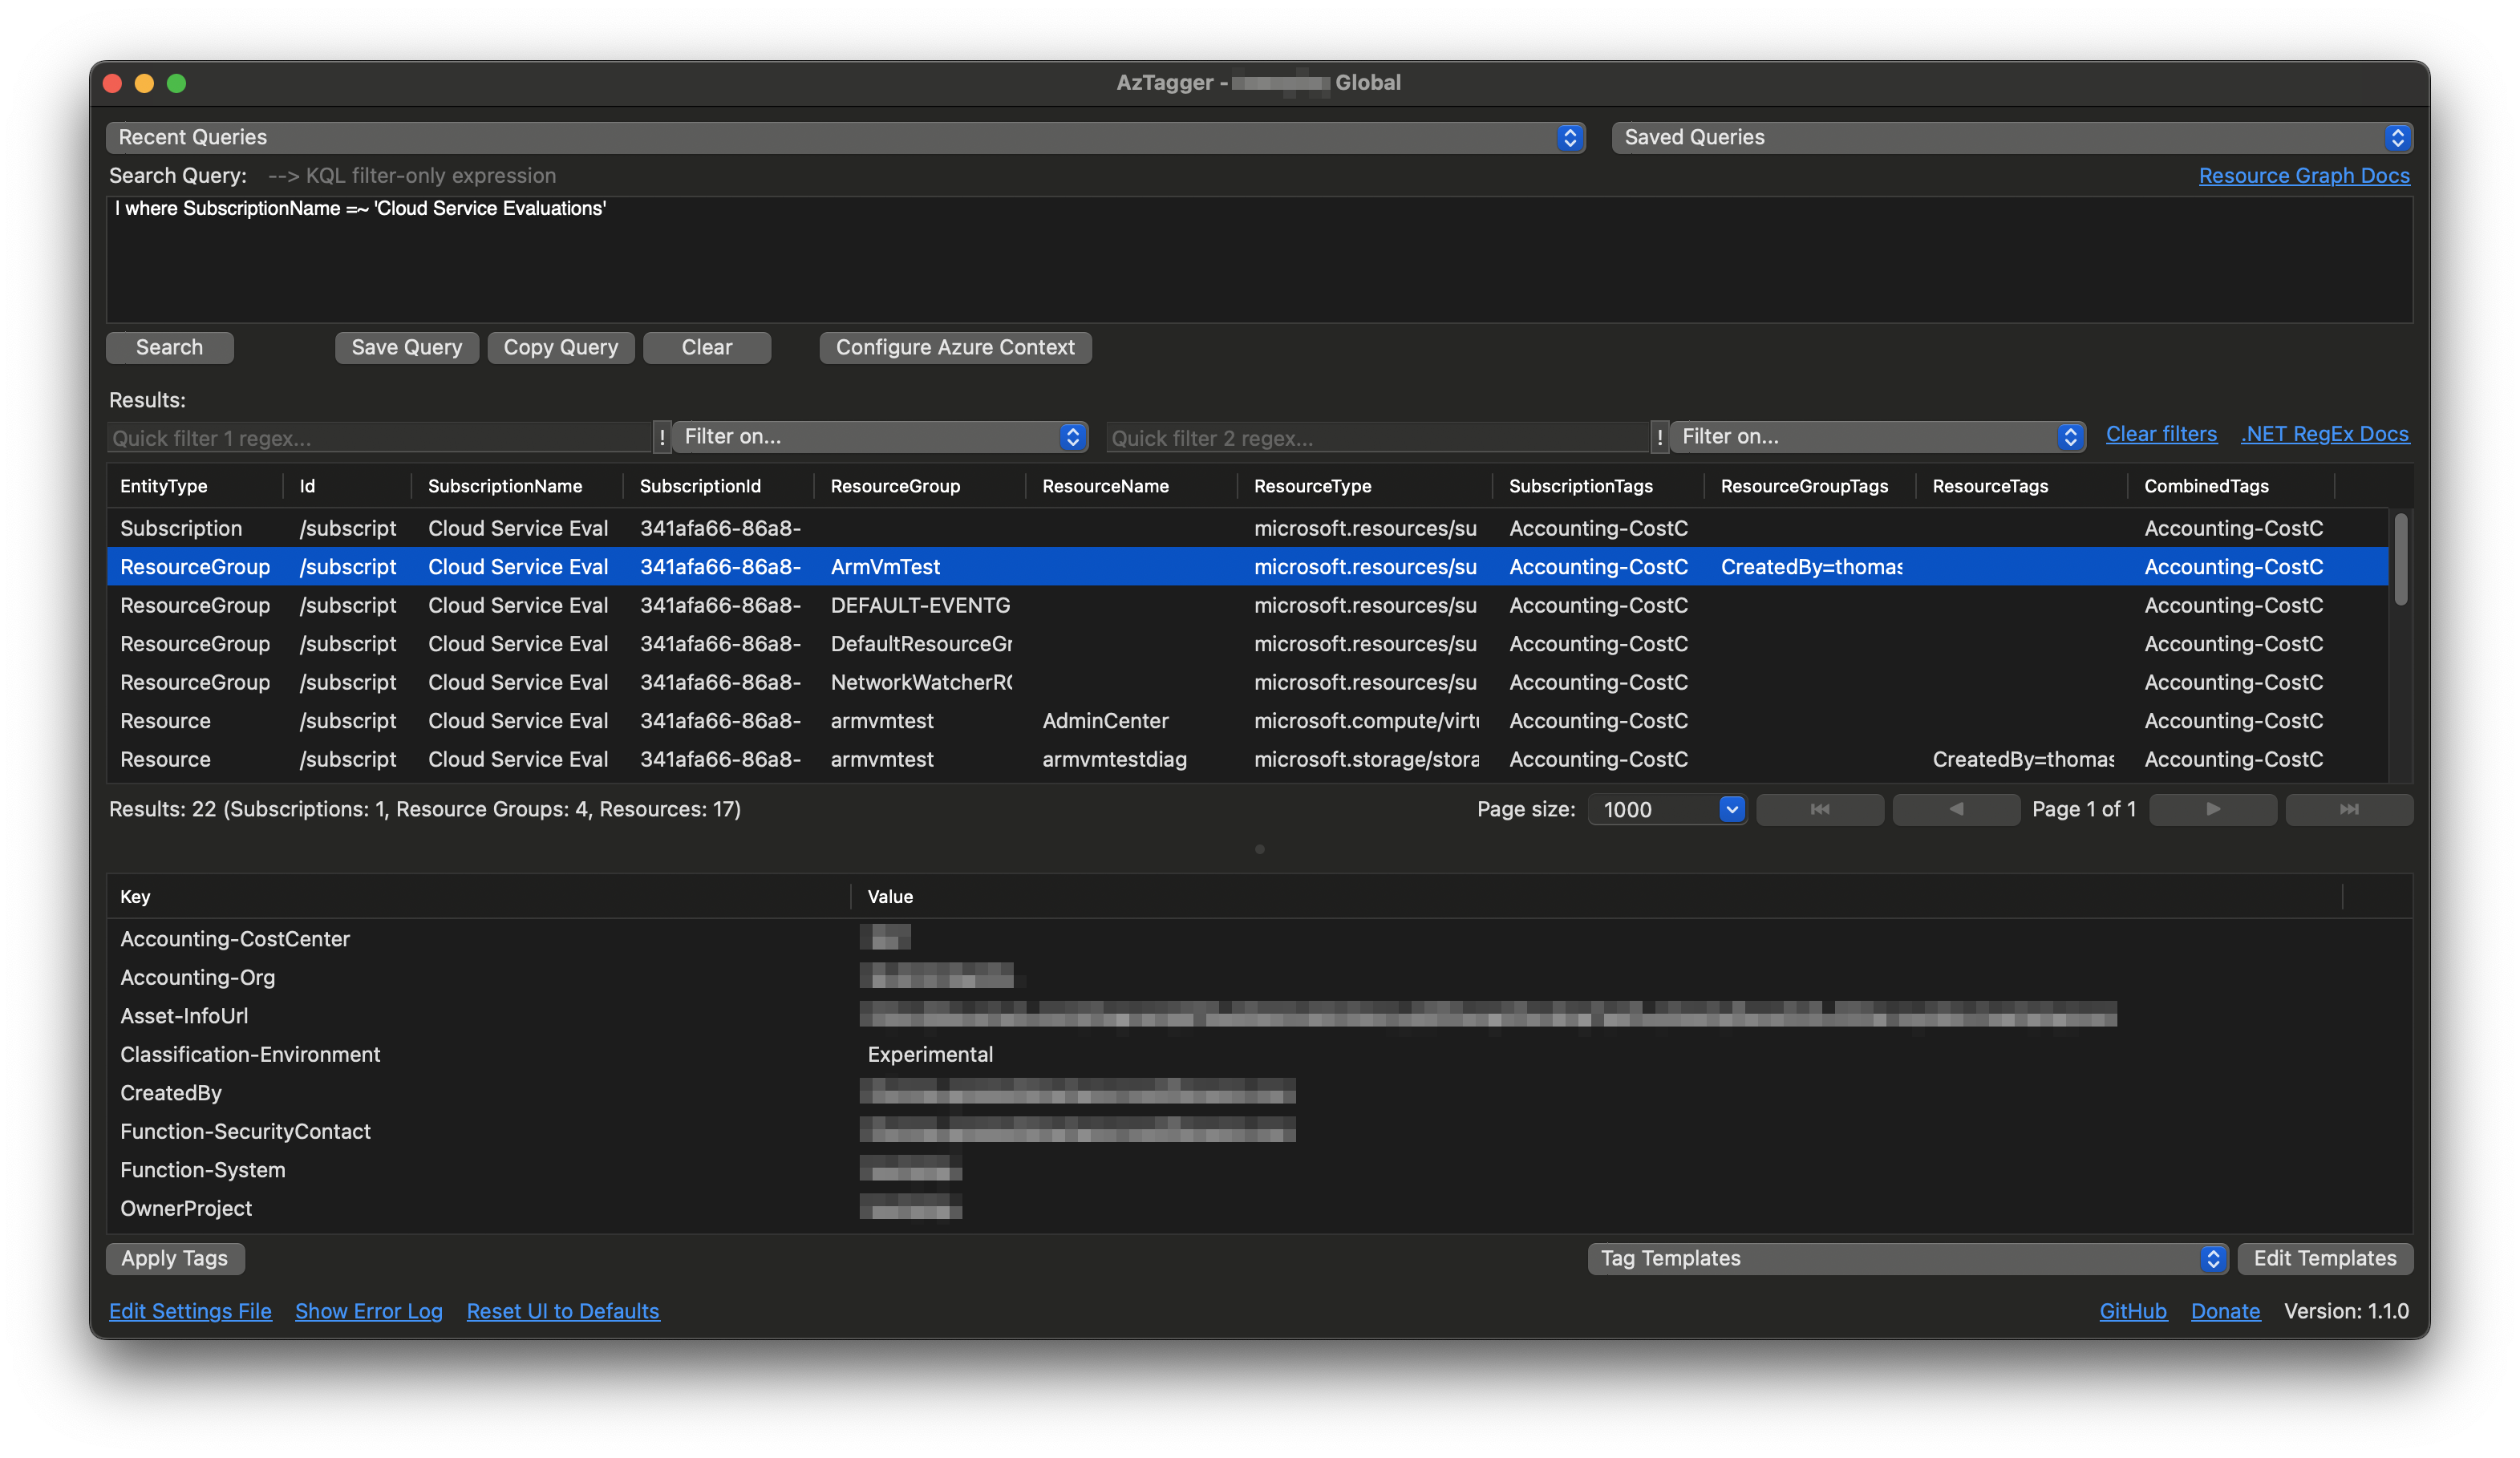 AzTagger - Global
Recent Queries Saved Queries
Search Query: --> KQL filter-only expression Resource Graph Docs
| where SubscriptionName =~ 'Cloud Service Evaluations'
Search Save Query Copy Query Clear Configure Azure Context
Results:
Quick filter 1 regex... ! Filter on... Quick filter 2 regex... ! Filter on... Clear filters .NET RegEx Docs
EntityType Id SubscriptionName SubscriptionId ResourceGroup ResourceName ResourceType SubscriptionTags ResourceGroupTags ResourceTags CombinedTags
Subscription /subscript Cloud Service Eval 341afa66-86a8- microsoft.resources/su Accounting-CostC Accounting-CostC
ResourceGroup /subscript Cloud Service Eval 341afa66-86a8- ArmVmTest microsoft.resources/su Accounting-CostC CreatedBy=thomas Accounting-CostC
ResourceGroup /subscript Cloud Service Eval 341afa66-86a8- DEFAULT-EVENTG microsoft.resources/su Accounting-CostC Accounting-CostC
ResourceGroup /subscript Cloud Service Eval 341afa66-86a8- DefaultResourceGr microsoft.resources/su Accounting-CostC Accounting-CostC
ResourceGroup /subscript Cloud Service Eval 341afa66-86a8- NetworkWatcherRG microsoft.resources/su Accounting-CostC Accounting-CostC
Resource /subscript Cloud Service Eval 341afa66-86a8- armvmtest AdminCenter microsoft.compute/virtu Accounting-CostC Accounting-CostC
Resource /subscript Cloud Service Eval 341afa66-86a8- armvmtest armvmtestdiag microsoft.storage/stora Accounting-CostC CreatedBy=thomas Accounting-CostC
Results: 22 (Subscriptions: 1, Resource Groups: 4, Resources: 17) Page size: 1000 Page 1 of 1
Key Value
Accounting-CostCenter
Accounting-Org
Asset-InfoUrl
Classification-Environment Experimental
CreatedBy
Function-SecurityContact
Function-System
OwnerProject
Apply Tags Tag Templates Edit Templates
Edit Settings File Show Error Log Reset UI to Defaults GitHub Donate Version: 1.1.0